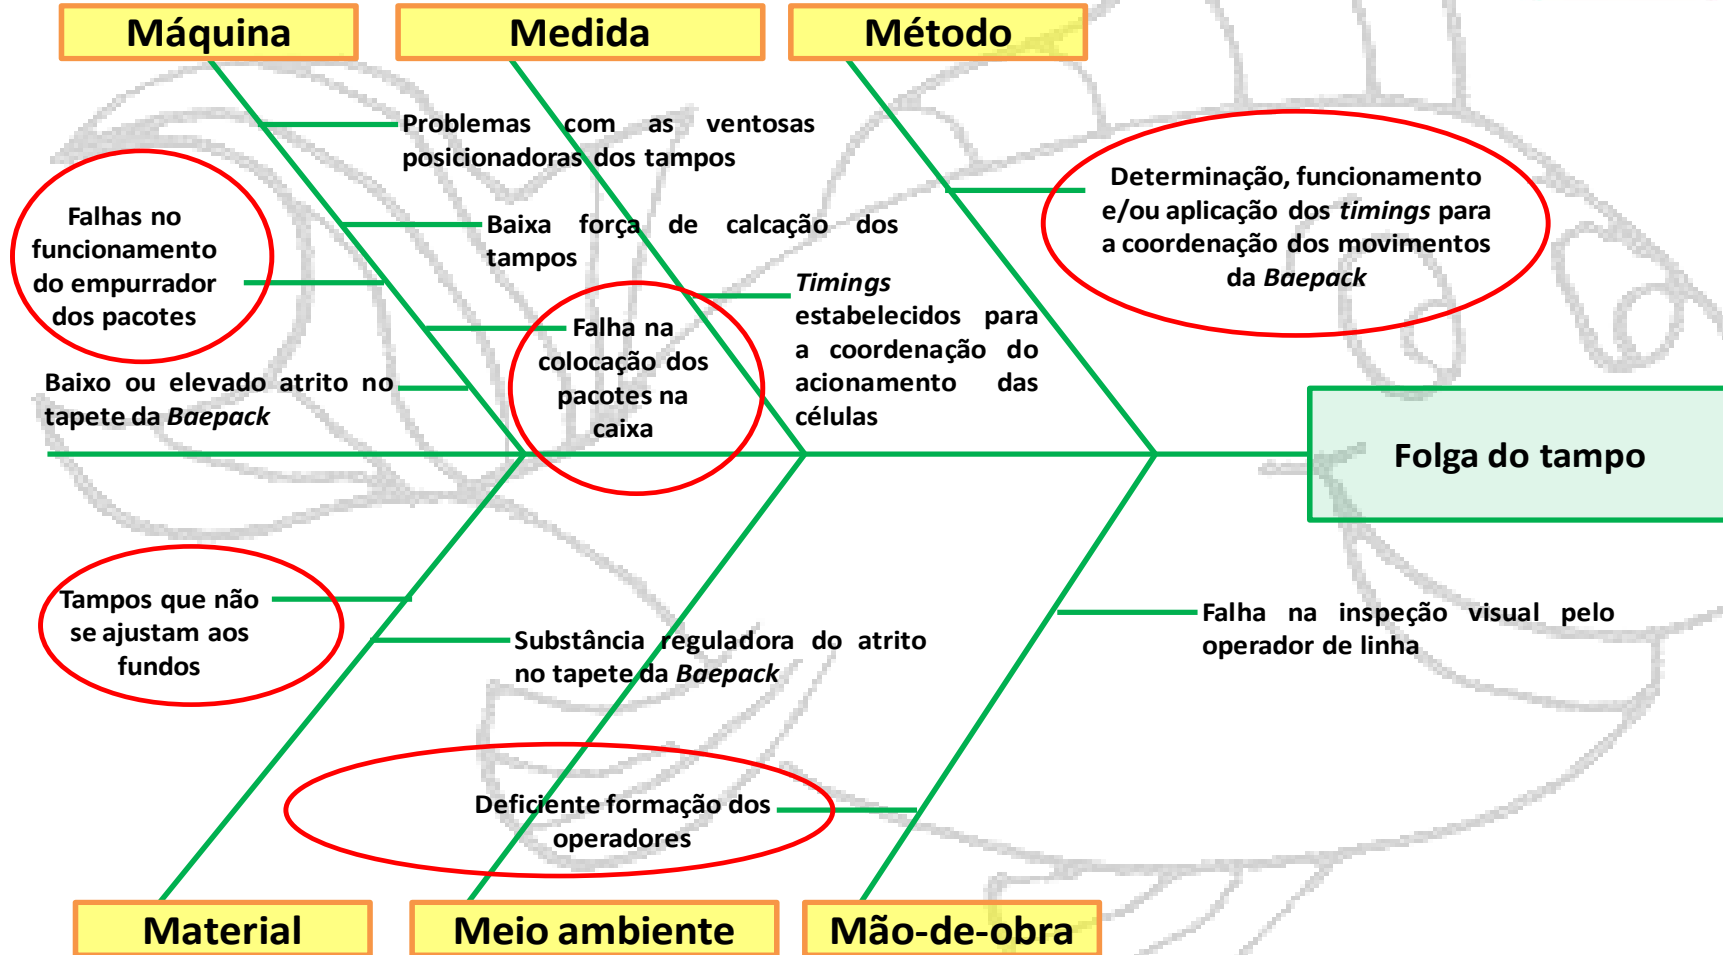 Máquina
Medida
Método
Problemas com as ventosas
posicionadoras dos tampos
Falhas no
funcionamento
do empurrador
dos pacotes
Baixa força de calcação dos
tampos
Determinação, funcionamento
e/ou aplicação dos timings para
a coordenação dos movimentos
da Baepack
Timings
estabelecidos para
a coordenação do
acionamento das
células
Falha na
colocação dos
pacotes na
caixa
Baixo ou elevado atrito no
tapete da Baepack
Folga do tampo
Tampos que não
se ajustam aos
fundos
Substância reguladora do atrito
no tapete da Baepack
Falha na inspeção visual pelo
operador de linha
Deficiente formação dos
operadores
Material
Meio ambiente
Mão-de-obra